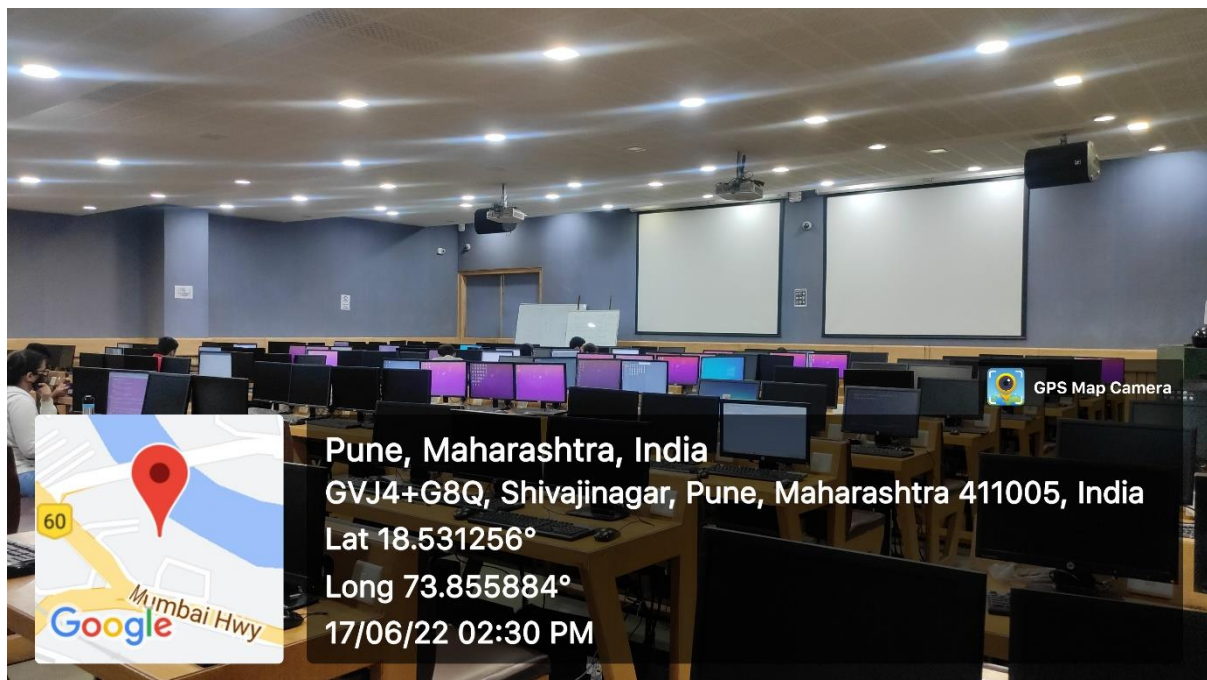 GPS Map Camera
Pune, Maharashtra, India
GVJ4+G8Q, Shivajinagar, Pune, Maharashtra 411005, India
Lat 18.531256°
Long 73.855884°
17/06/22 02:30 PM
60
Mumbai Hwy
Google